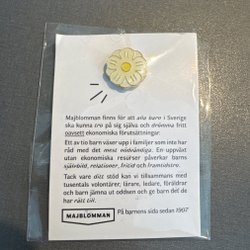 Majblomman finns för att alla barn i Sverige
ska kunna tro på sig själva och drömma fritt
oavsett ekonomiska förutsättningar.
Ett av tio barn växer upp i familjer som inte har
råd med det mest nödvändiga. En uppväxt
utan ekonomiska resurser påverkar barns
självbild, relationer, fritid och framtidstro.
Tack vare ditt stöd kan vi tillsammans med
tusentals volontärer, lärare, ledare, föräldrar
och barn jämna ut oddsen och ge barn det de
har rätt till.
MAJBLOMMAN
På barnens sida sedan 1907